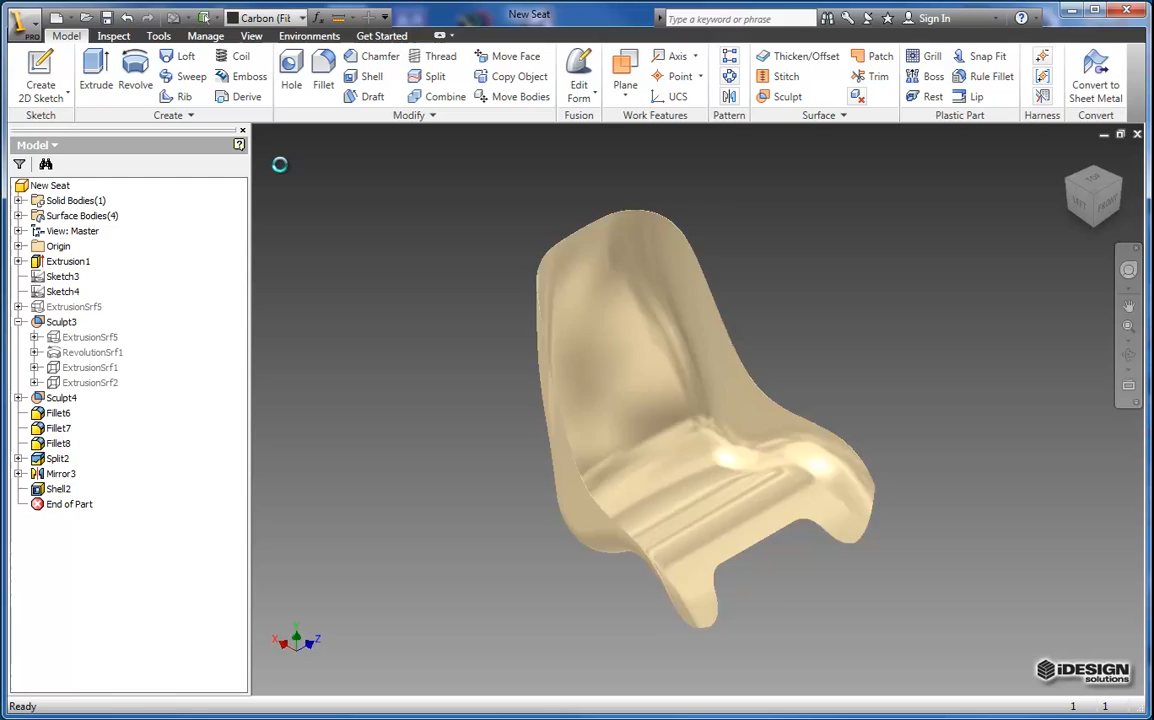 New Seat
PRO
Carbon (Fit
Type a keyword or phrase
Sign In
Model Inspect Tools Manage View Environments Get Started
Create
2D Sketch
Extrude
Revolve
Loft
Sweep
Rib
Coil
Emboss
Derive
Hole
Fillet
Chamfer
Shell
Draft
Thread
Split
Combine
Move Face
Copy Object
Move Bodies
Edit
Form
Plane
Axis
Point
UCS
Thicken/Offset
Stitch
Sculpt
Patch
Trim
Grill
Boss
Rest
Snap Fit
Rule Fillet
Lip
Convert to
Sheet Metal
Sketch Create Modify Fusion Work Features Pattern Surface Plastic Part Harness Convert
Model
New Seat
Solid Bodies(1)
Surface Bodies(4)
View: Master
Origin
Extrusion1
Sketch3
Sketch4
ExtrusionSrf5
Sculpt3
ExtrusionSrf5
RevolutionSrf1
ExtrusionSrf1
ExtrusionSrf2
Sculpt4
Fillet6
Fillet7
Fillet8
Split2
Mirror3
Shell2
End of Part
TOP
LEFT
FRONT
X Y Z
iDESIGN
solutions
Ready
1 1